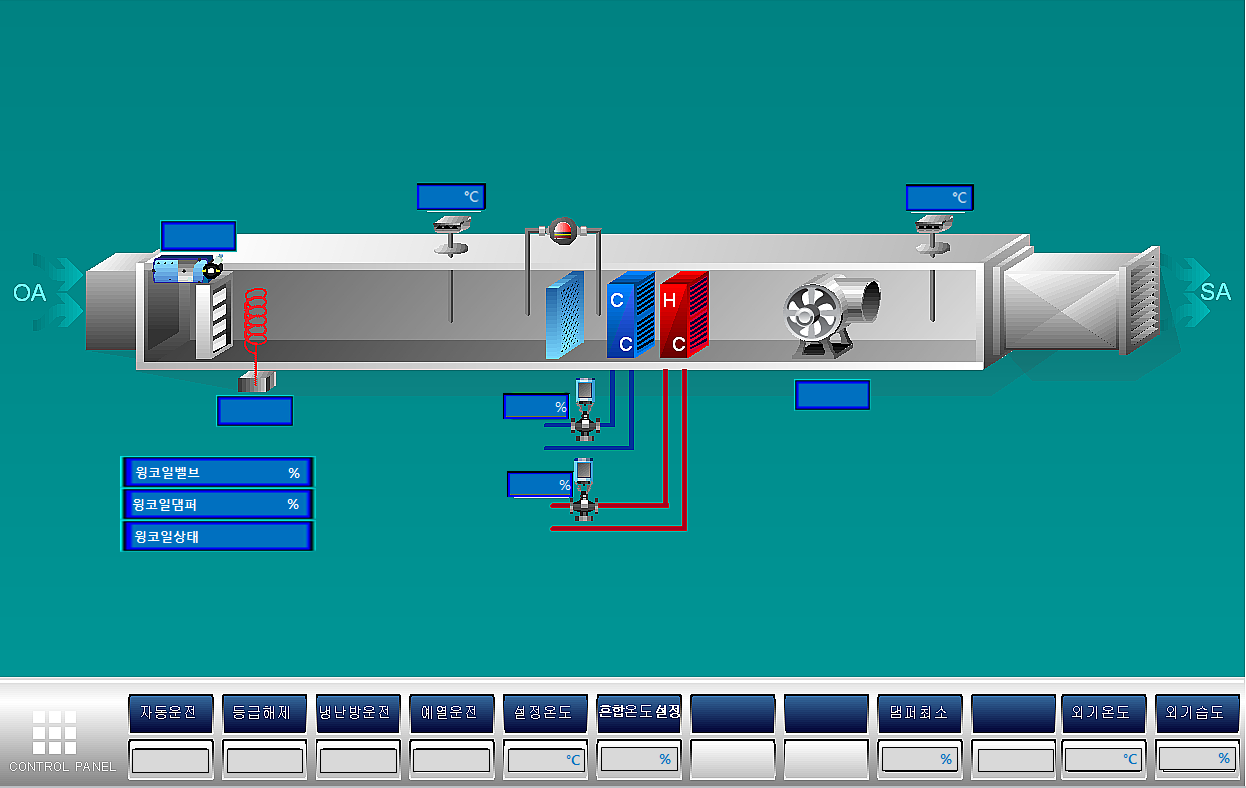 ℃
℃
OA
SA
C
C
H
C
%
%
윙코일밸브 %
윙코일댐퍼 %
윙코일상태
자동운전 등급해제 냉난방운전 예열운전 설정온도 혼합온도설정 댐퍼최소 외기온도 외기습도
℃ % % ℃ %
CONTROL PANEL